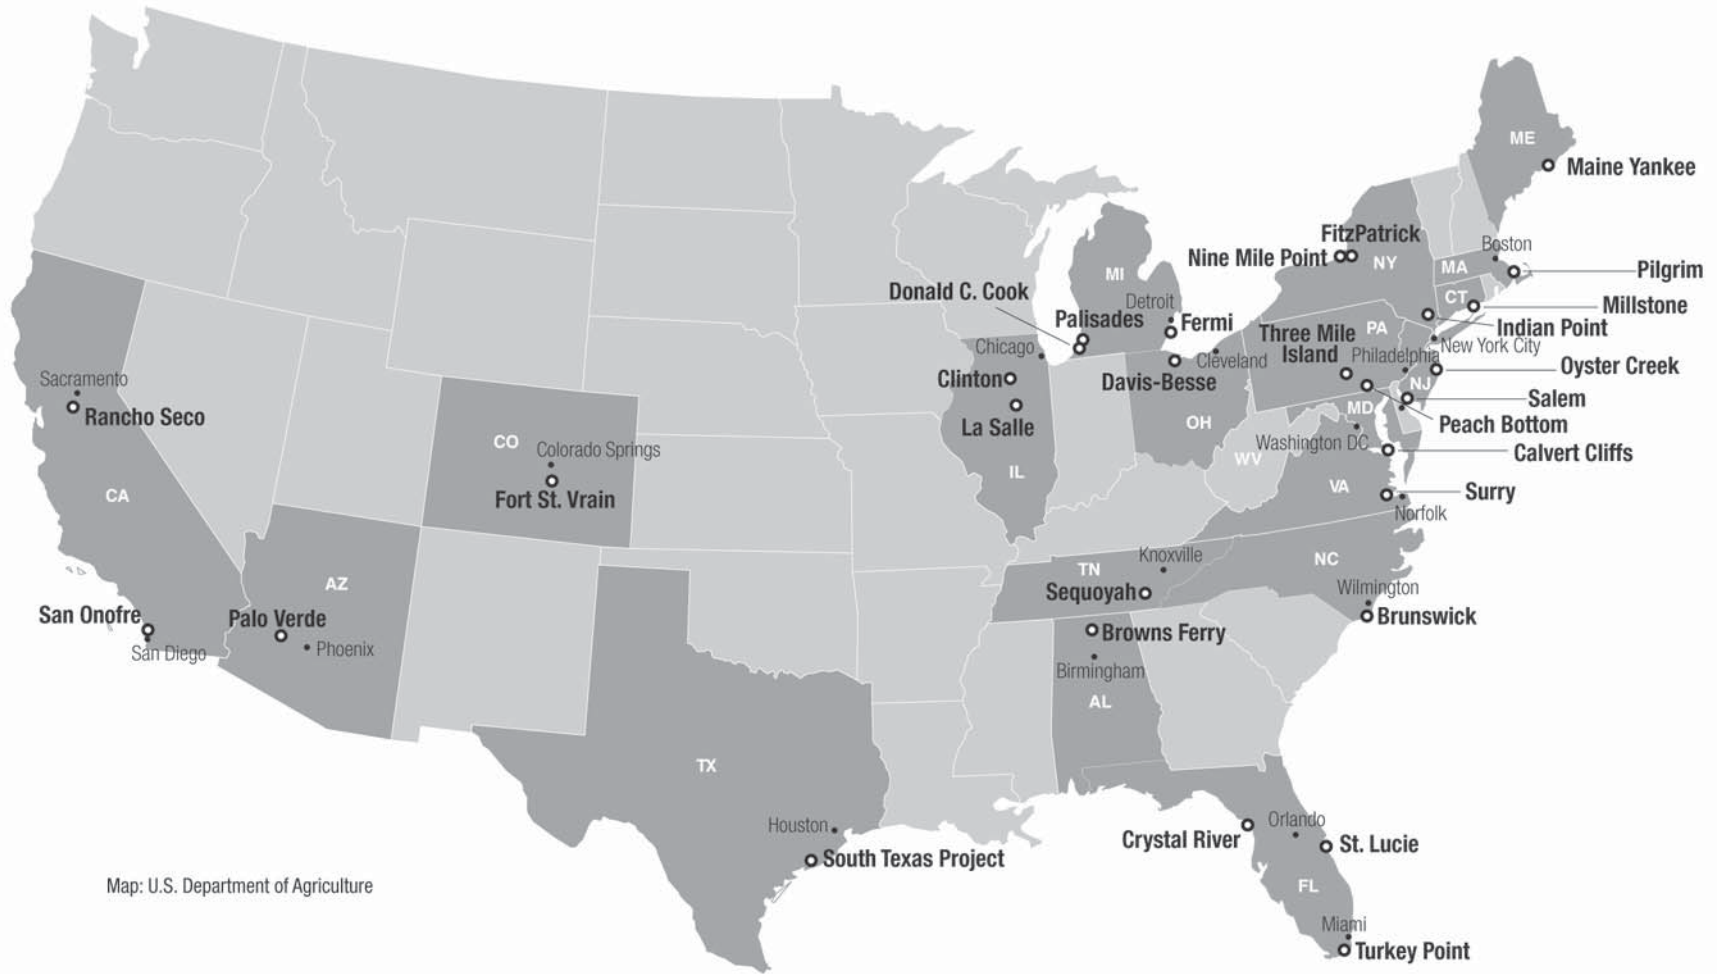 ME
Maine Yankee
FitzPatrick
Nine Mile Point
NY
Boston
MA
Pilgrim
CT
Millstone
MI
Donald C. Cook
Detroit
Palisades
Fermi
Indian Point
PA
Three Mile
Island
New York City
Chicago
Cleveland
Philadelphia
Oyster Creek
Clinton
Davis-Besse
NJ
Sacramento
Rancho Seco
Salem
MD
Peach Bottom
La Salle
OH
CO
Colorado Springs
Washington DC
Calvert Cliffs
WV
IL
Fort St. Vrain
CA
VA
Surry
Norfolk
Knoxville
NC
TN
AZ
Sequoyah
Wilmington
San Onofre
Palo Verde
Brunswick
Browns Ferry
San Diego
Phoenix
Birmingham
AL
TX
Houston
Orlando
Crystal River
St. Lucie
South Texas Project
Map: U.S. Department of Agriculture
FL
Miami
Turkey Point